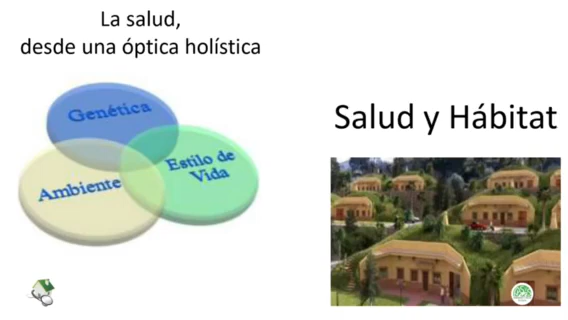 La salud,
desde una óptica holística
Genética
Ambiente
Estilo de
Vida
Salud y Hábitat